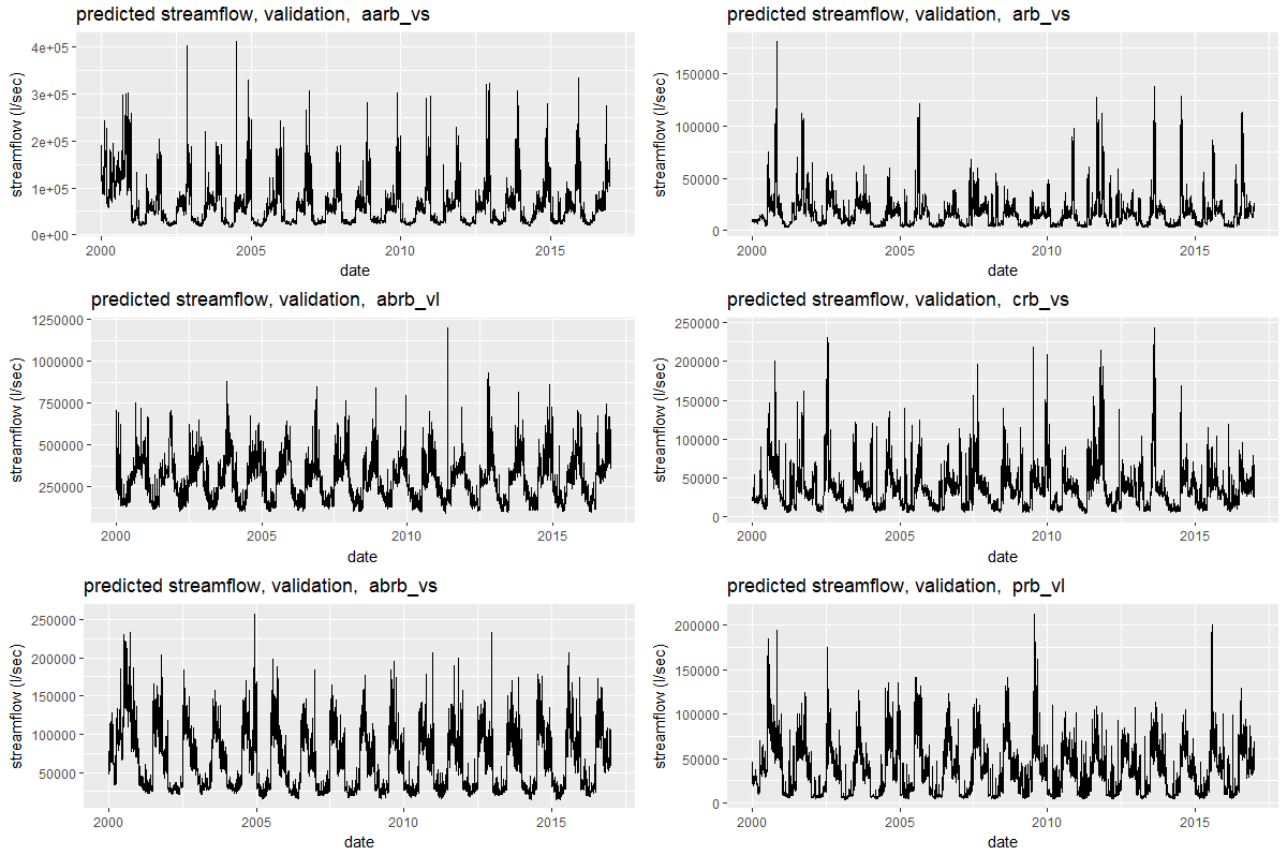 predicted streamflow, validation,  aarb_vs
streamflow (l/sec)
4e+05
3e+05
2e+05
1e+05
0e+00
2000 2005 2010 2015
date
predicted streamflow, validation,  arb_vs
streamflow (l/sec)
150000
100000
50000
0
2000 2005 2010 2015
date
predicted streamflow, validation,  abrb_vl
streamflow (l/sec)
1250000
1000000
750000
500000
250000
2000 2005 2010 2015
date
predicted streamflow, validation,  crb_vs
streamflow (l/sec)
250000
200000
150000
100000
50000
0
2000 2005 2010 2015
date
predicted streamflow, validation,  abrb_vs
streamflow (l/sec)
250000
200000
150000
100000
50000
2000 2005 2010 2015
date
predicted streamflow, validation,  prb_vl
streamflow (l/sec)
200000
150000
100000
50000
0
2000 2005 2010 2015
date